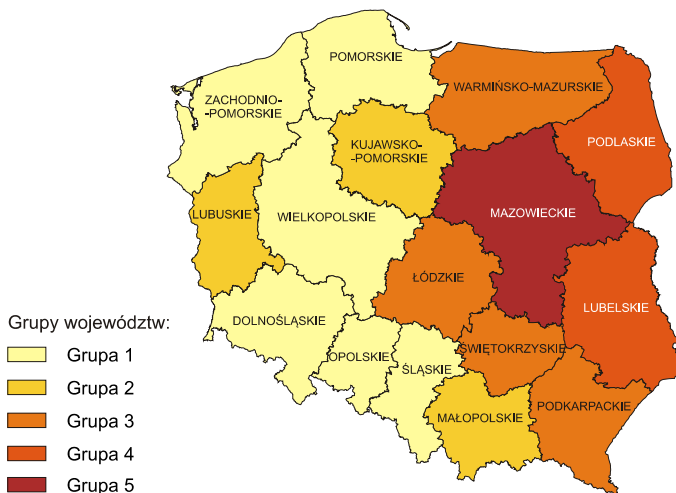 POMORSKIE
WARMIŃSKO-MAZURSKIE
ZACHODNIO-
-POMORSKIE
KUJAWSKO-
-POMORSKIE
PODLASKIE
LUBUSKIE
WIELKOPOLSKIE
MAZOWIECKIE
ŁÓDZKIE
LUBELSKIE
DOLNOŚLĄSKIE
OPOLSKIE
ŚLĄSKIE
ŚWIĘTOKRZYSKIE
MAŁOPOLSKIE
PODKARPACKIE
Grupy województw:
Grupa 1
Grupa 2
Grupa 3
Grupa 4
Grupa 5